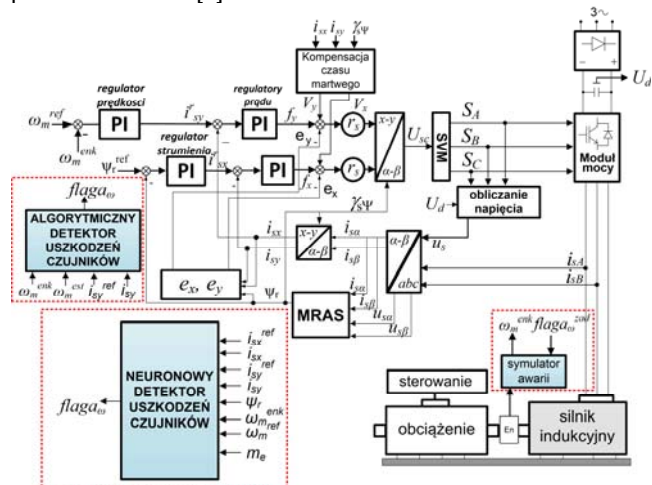 [6]
3~
i_sx i_sy γ_sΨ
Kompensacja
czasu
martwego
− +
U_d
regulator
prędkosci
regulatory
prądu
ω_m^ref
PI
i^r_sy
PI
f_y
V_y
V_x
e_y
r_s
x-y
α-β
U_sc
SVM
S_A
S_B
S_C
Moduł
mocy
ω_m^enk
regulator
strumienia
ψ_r^ref
PI
i^r_sx
PI
f_x
e_x
r_s
γ_sΨ
U_d
obliczanie
napięcia
flaga_ω
ALGORYTMICZNY
DETEKTOR
USZKODZEŃ
CZUJNIKÓW
ω_m^enk ω_m^est i_sy^ref i_sy
i_sx
i_sy
x-y
α-β
i_sα
i_sβ
α-β
abc
u_s
i_sA
i_sB
e_x, e_y
ψ_r
MRAS
i_sα
i_sβ
u_sα
u_sβ
NEURONOWY
DETEKTOR
USZKODZEŃ
CZUJNIKÓW
flaga_ω
i_sx^ref
i_sx
i_sy^ref
i_sy
ψ_r
ω_m^enk
ω_m^ref
m_e
ω_m^enk flaga_ω^zad
symulator
awarii
sterowanie
obciążenie
En
silnik
indukcyjny